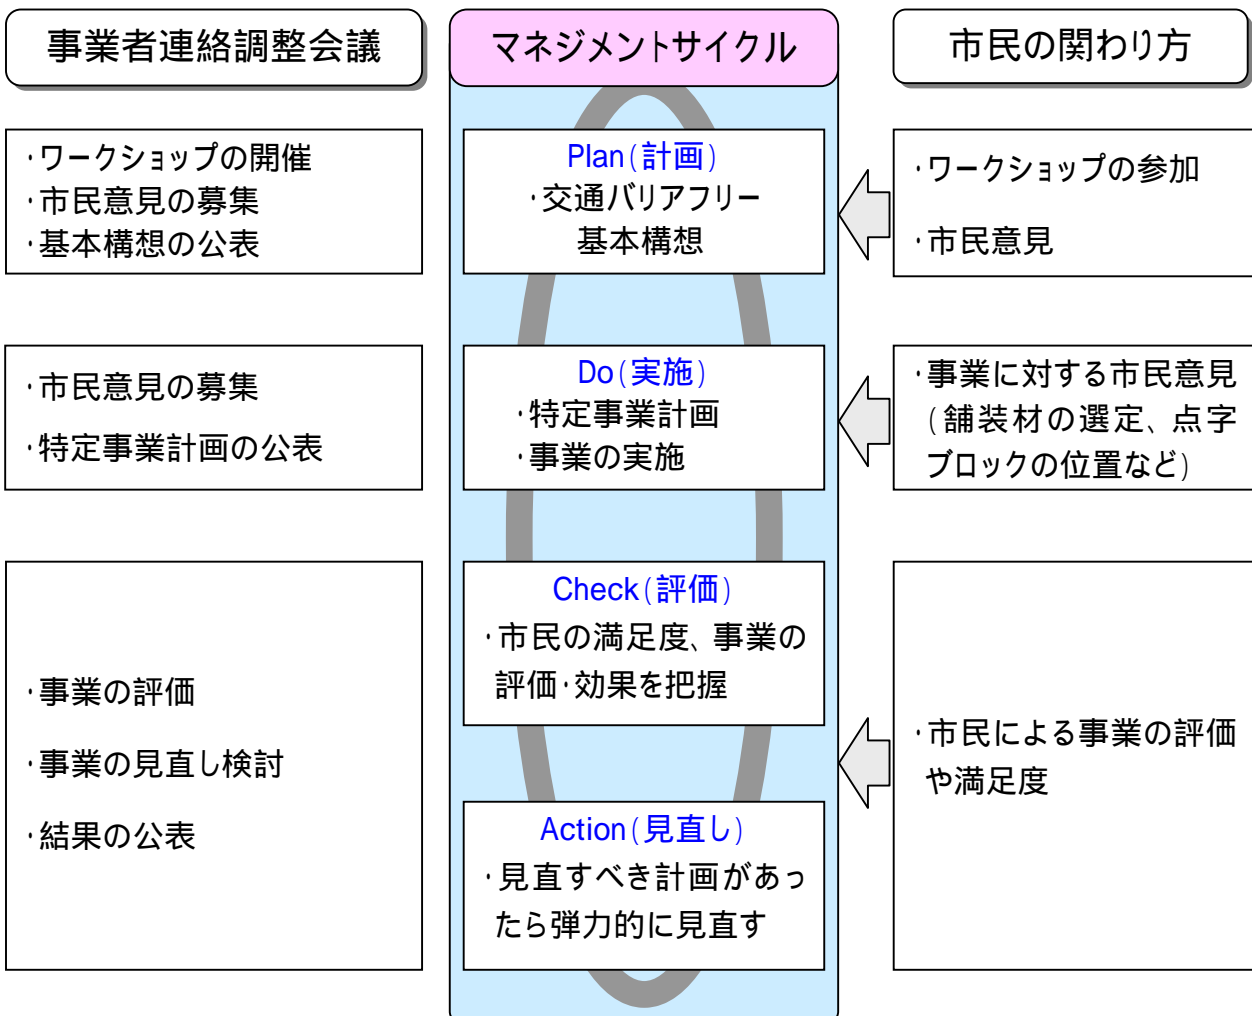 事業者連絡調整会議
マネジメントサイクル
市民の関わり方
・ワークショップの開催
・市民意見の募集
・基本構想の公表
Plan(計画)
・交通バリアフリー
基本構想
・ワークショップの参加
・市民意見
・市民意見の募集
・特定事業計画の公表
Do(実施)
・特定事業計画
・事業の実施
・事業に対する市民意見
(舗装材の選定、点字
ブロックの位置など)
・事業の評価
・事業の見直し検討
・結果の公表
Check(評価)
・市民の満足度、事業の
評価・効果を把握
Action(見直し)
・見直すべき計画があっ
たら弾力的に見直す
・市民による事業の評価
や満足度